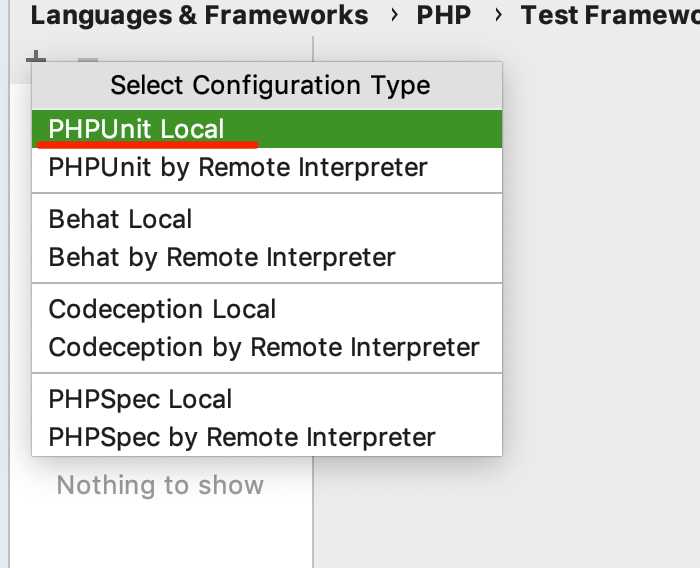 Languages & Frameworks › PHP › Test Framewo
Select Configuration Type
PHPUnit Local
PHPUnit by Remote Interpreter
Behat Local
Behat by Remote Interpreter
Codeception Local
Codeception by Remote Interpreter
PHPSpec Local
PHPSpec by Remote Interpreter
Nothing to show